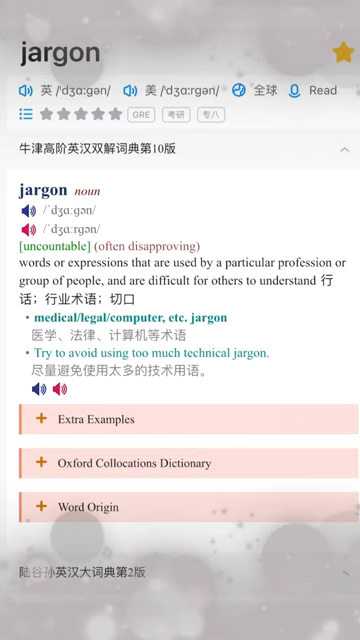 jargon
英 /'dʒɑːgən/ 美 /'dʒɑːrgən/ 全球 Read
GRE 考研 专八
牛津高阶英汉双解词典第10版
jargon noun
/ˈdʒɑːɡən/
/ˈdʒɑːrɡən/
[uncountable] (often disapproving)
words or expressions that are used by a particular profession or
group of people, and are difficult for others to understand 行
话；行业术语；切口
• medical/legal/computer, etc. jargon
医学、法律、计算机等术语
• Try to avoid using too much technical jargon.
尽量避免使用太多的技术用语。
+ Extra Examples
+ Oxford Collocations Dictionary
+ Word Origin
陆谷孙英汉大词典第2版